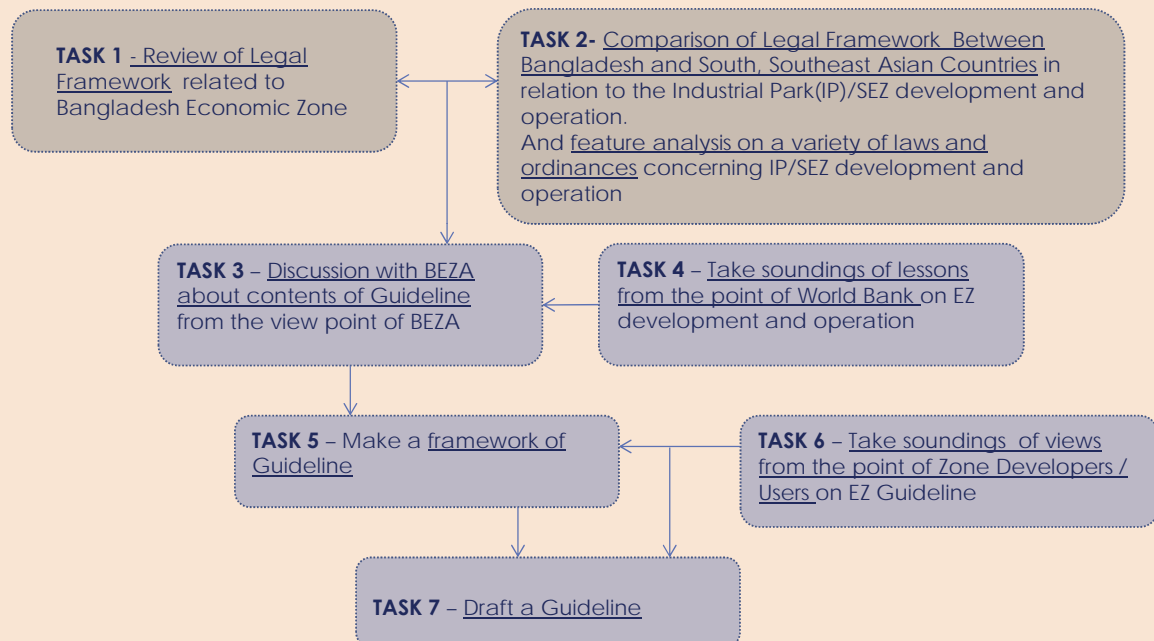 TASK 1 - Review of Legal
Framework related to
Bangladesh Economic Zone
TASK 2- Comparison of Legal Framework Between
Bangladesh and South, Southeast Asian Countries in
relation to the Industrial Park(IP)/SEZ development and
operation.
And feature analysis on a variety of laws and
ordinances concerning IP/SEZ development and
operation
TASK 3 – Discussion with BEZA
about contents of Guideline
from the view point of BEZA
TASK 4 – Take soundings of lessons
from the point of World Bank on EZ
development and operation
TASK 5 – Make a framework of
Guideline
TASK 6 – Take soundings of views
from the point of Zone Developers /
Users on EZ Guideline
TASK 7 – Draft a Guideline